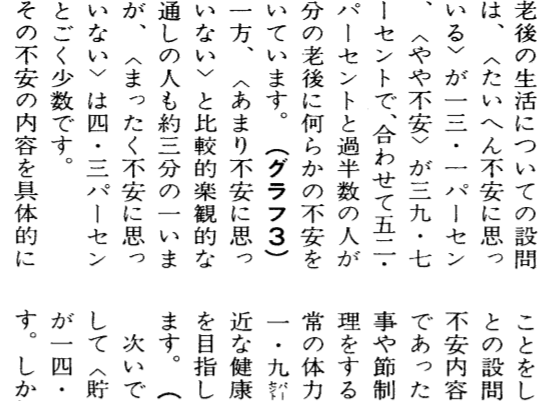 老後の生活についての設問
は、〈たいへん不安に思っ
いる〉が一三・一パーセン
、〈やや不安〉が三九・七
ーセントで、合わせて五二・
パーセントと過半数の人が
分の老後に何らかの不安を
いています。（グラフ３）
一方、〈あまり不安に思っ
いない〉と比較的楽観的な
通しの人も約三分の一いま
が、〈まったく不安に思っ
いない〉は四・三パーセン
とごく少数です。
その不安の内容を具体的に
ことをし
との設問
不安内容
であった
事や節制
理をする
常の体力
一・九パーセント
近な健康
を目指し
ます。（
次いで
して〈貯
が一四・
す。しか